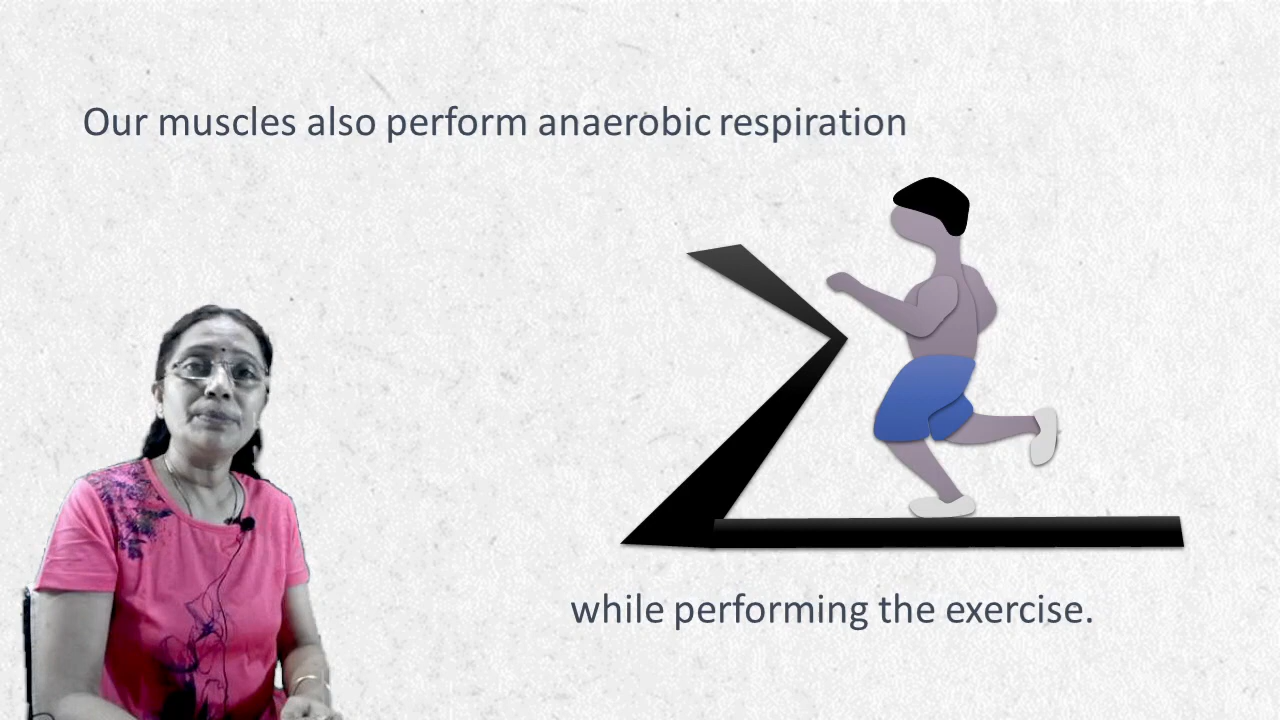 Our muscles also perform anaerobic respiration
while performing the exercise.